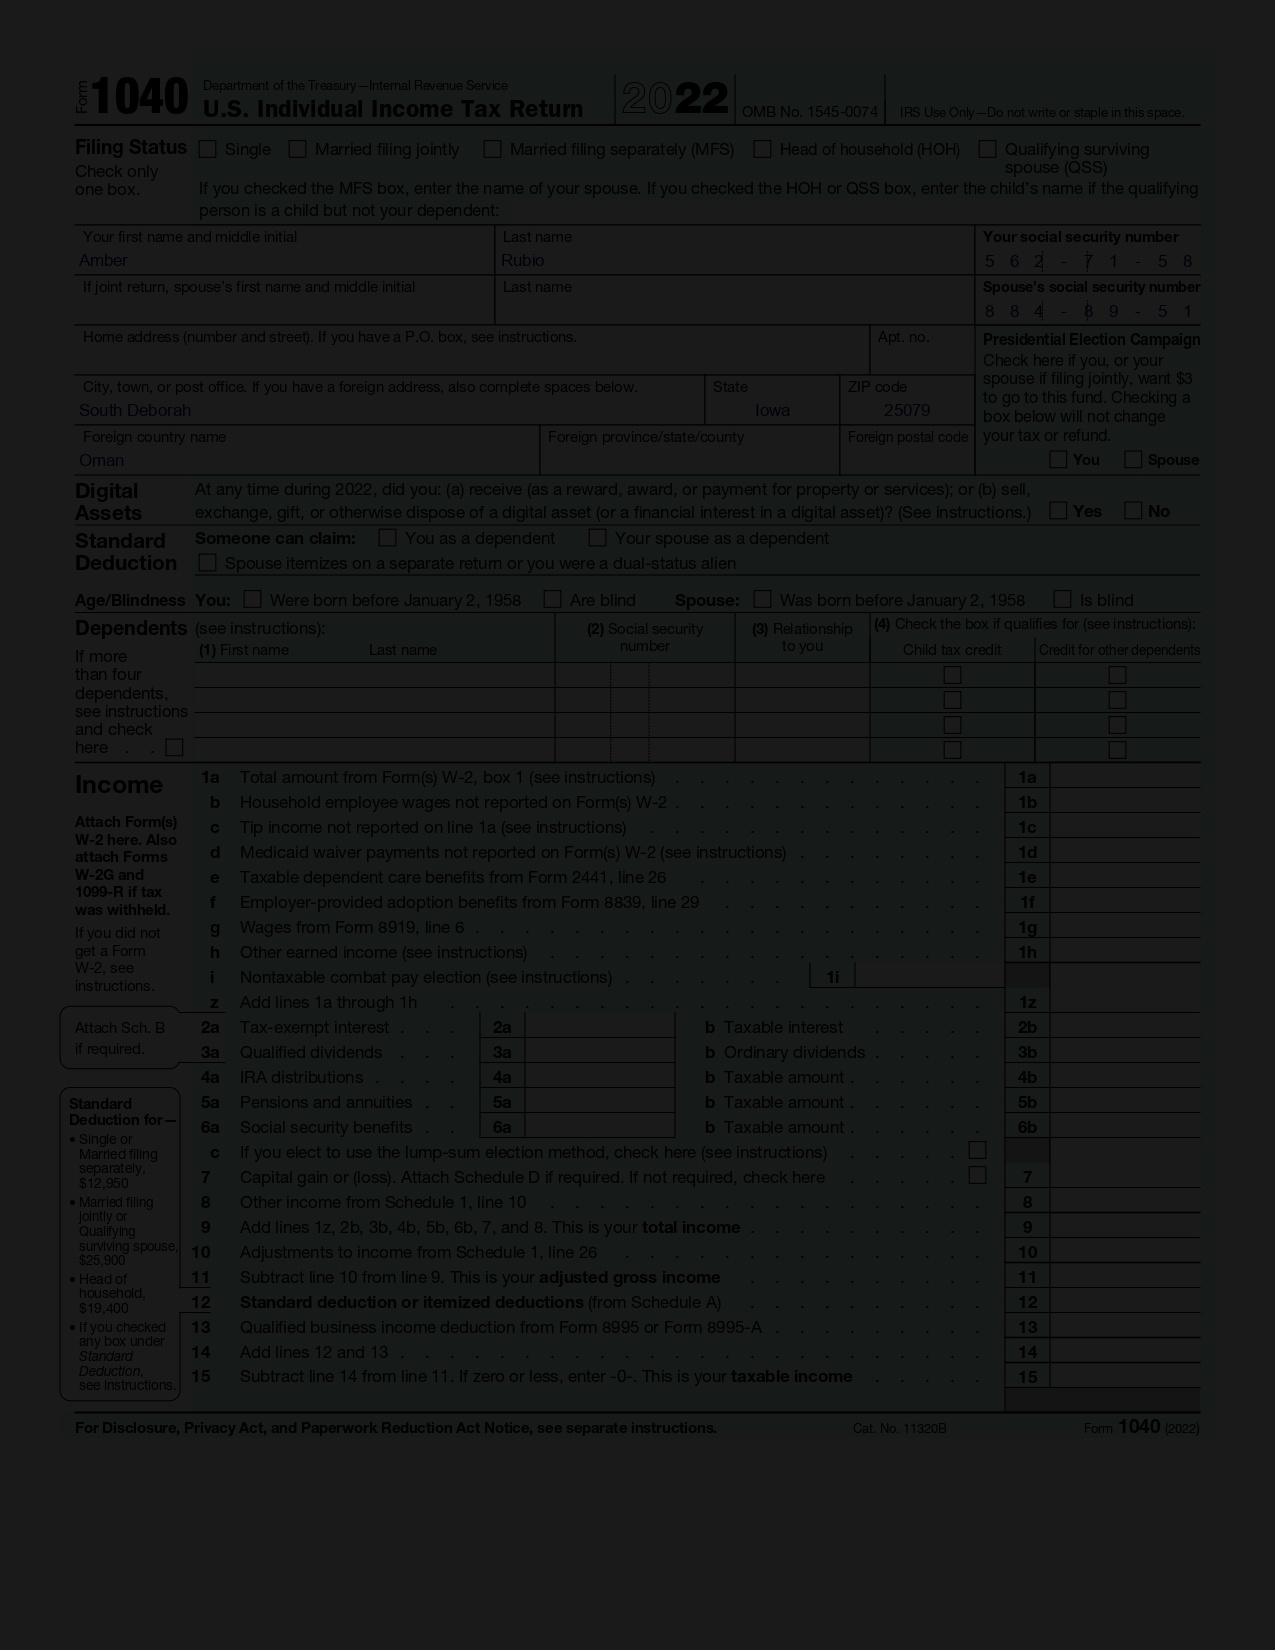 Form 1040 Department of the Treasury—Internal Revenue Service
U.S. Individual Income Tax Return 2022 OMB No. 1545-0074 IRS Use Only—Do not write or staple in this space.
Filing Status Single Married filing jointly Married filing separately (MFS) Head of household (HOH) Qualifying surviving spouse (QSS)
Check only one box.
If you checked the MFS box, enter the name of your spouse. If you checked the HOH or QSS box, enter the child's name if the qualifying
person is a child but not your dependent:
Your first name and middle initial Last name Your social security number
Amber Rubio 5 6 2 - 7 1 - 5 8
If joint return, spouse's first name and middle initial Last name Spouse's social security number
8 8 4 - 8 9 - 5 1
Home address (number and street). If you have a P.O. box, see instructions. Apt. no.
City, town, or post office. If you have a foreign address, also complete spaces below. State ZIP code
South Deborah Iowa 25079
Foreign country name Foreign province/state/county Foreign postal code
Oman
Presidential Election Campaign
Check here if you, or your
spouse if filing jointly, want $3
to go to this fund. Checking a
box below will not change
your tax or refund.
You Spouse
Digital Assets
At any time during 2022, did you: (a) receive (as a reward, award, or payment for property or services); or (b) sell,
exchange, gift, or otherwise dispose of a digital asset (or a financial interest in a digital asset)? (See instructions.) Yes No
Standard Deduction
Someone can claim: You as a dependent Your spouse as a dependent
Spouse itemizes on a separate return or you were a dual-status alien
Age/Blindness You: Were born before January 2, 1958 Are blind Spouse: Was born before January 2, 1958 Is blind
Dependents (see instructions): (2) Social security number (3) Relationship to you (4) Check the box if qualifies for (see instructions):
(1) First name Last name Child tax credit Credit for other dependents
If more
than four
dependents,
see instructions
and check
here . .
Income
Attach Form(s)
W-2 here. Also
attach Forms
W-2G and
1099-R if tax
was withheld.
If you did not
get a Form
W-2, see
instructions.
1a Total amount from Form(s) W-2, box 1 (see instructions) 1a
b Household employee wages not reported on Form(s) W-2 1b
c Tip income not reported on line 1a (see instructions) 1c
d Medicaid waiver payments not reported on Form(s) W-2 (see instructions) 1d
e Taxable dependent care benefits from Form 2441, line 26 1e
f Employer-provided adoption benefits from Form 8839, line 29 1f
g Wages from Form 8919, line 6 1g
h Other earned income (see instructions) 1h
i Nontaxable combat pay election (see instructions) 1i
z Add lines 1a through 1h 1z
Attach Sch. B
if required.
2a Tax-exempt interest 2a b Taxable interest 2b
3a Qualified dividends 3a b Ordinary dividends 3b
4a IRA distributions 4a b Taxable amount 4b
5a Pensions and annuities 5a b Taxable amount 5b
6a Social security benefits 6a b Taxable amount 6b
c If you elect to use the lump-sum election method, check here (see instructions)
7 Capital gain or (loss). Attach Schedule D if required. If not required, check here 7
8 Other income from Schedule 1, line 10 8
9 Add lines 1z, 2b, 3b, 4b, 5b, 6b, 7, and 8. This is your total income 9
10 Adjustments to income from Schedule 1, line 26 10
11 Subtract line 10 from line 9. This is your adjusted gross income 11
12 Standard deduction or itemized deductions (from Schedule A) 12
13 Qualified business income deduction from Form 8995 or Form 8995-A 13
14 Add lines 12 and 13 14
15 Subtract line 14 from line 11. If zero or less, enter -0-. This is your taxable income 15
Standard
Deduction for—
• Single or
Married filing
separately,
$12,950
• Married filing
jointly or
Qualifying
surviving spouse,
$25,900
• Head of
household,
$19,400
• If you checked
any box under
Standard
Deduction,
see instructions.
For Disclosure, Privacy Act, and Paperwork Reduction Act Notice, see separate instructions. Cat. No. 11320B Form 1040 (2022)